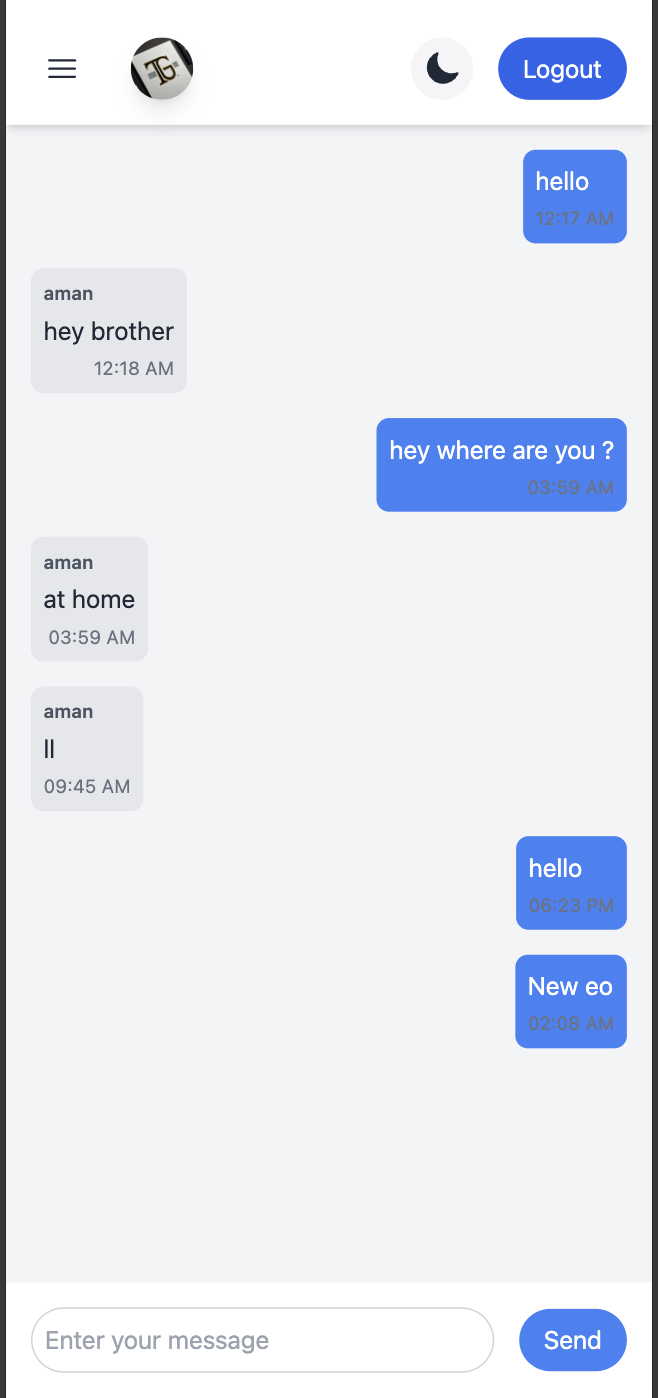 TG
Logout
hello
12:17 AM
aman
hey brother
12:18 AM
hey where are you ?
03:59 AM
aman
at home
03:59 AM
aman
ll
09:45 AM
hello
06:23 PM
New eo
02:08 AM
Enter your message
Send